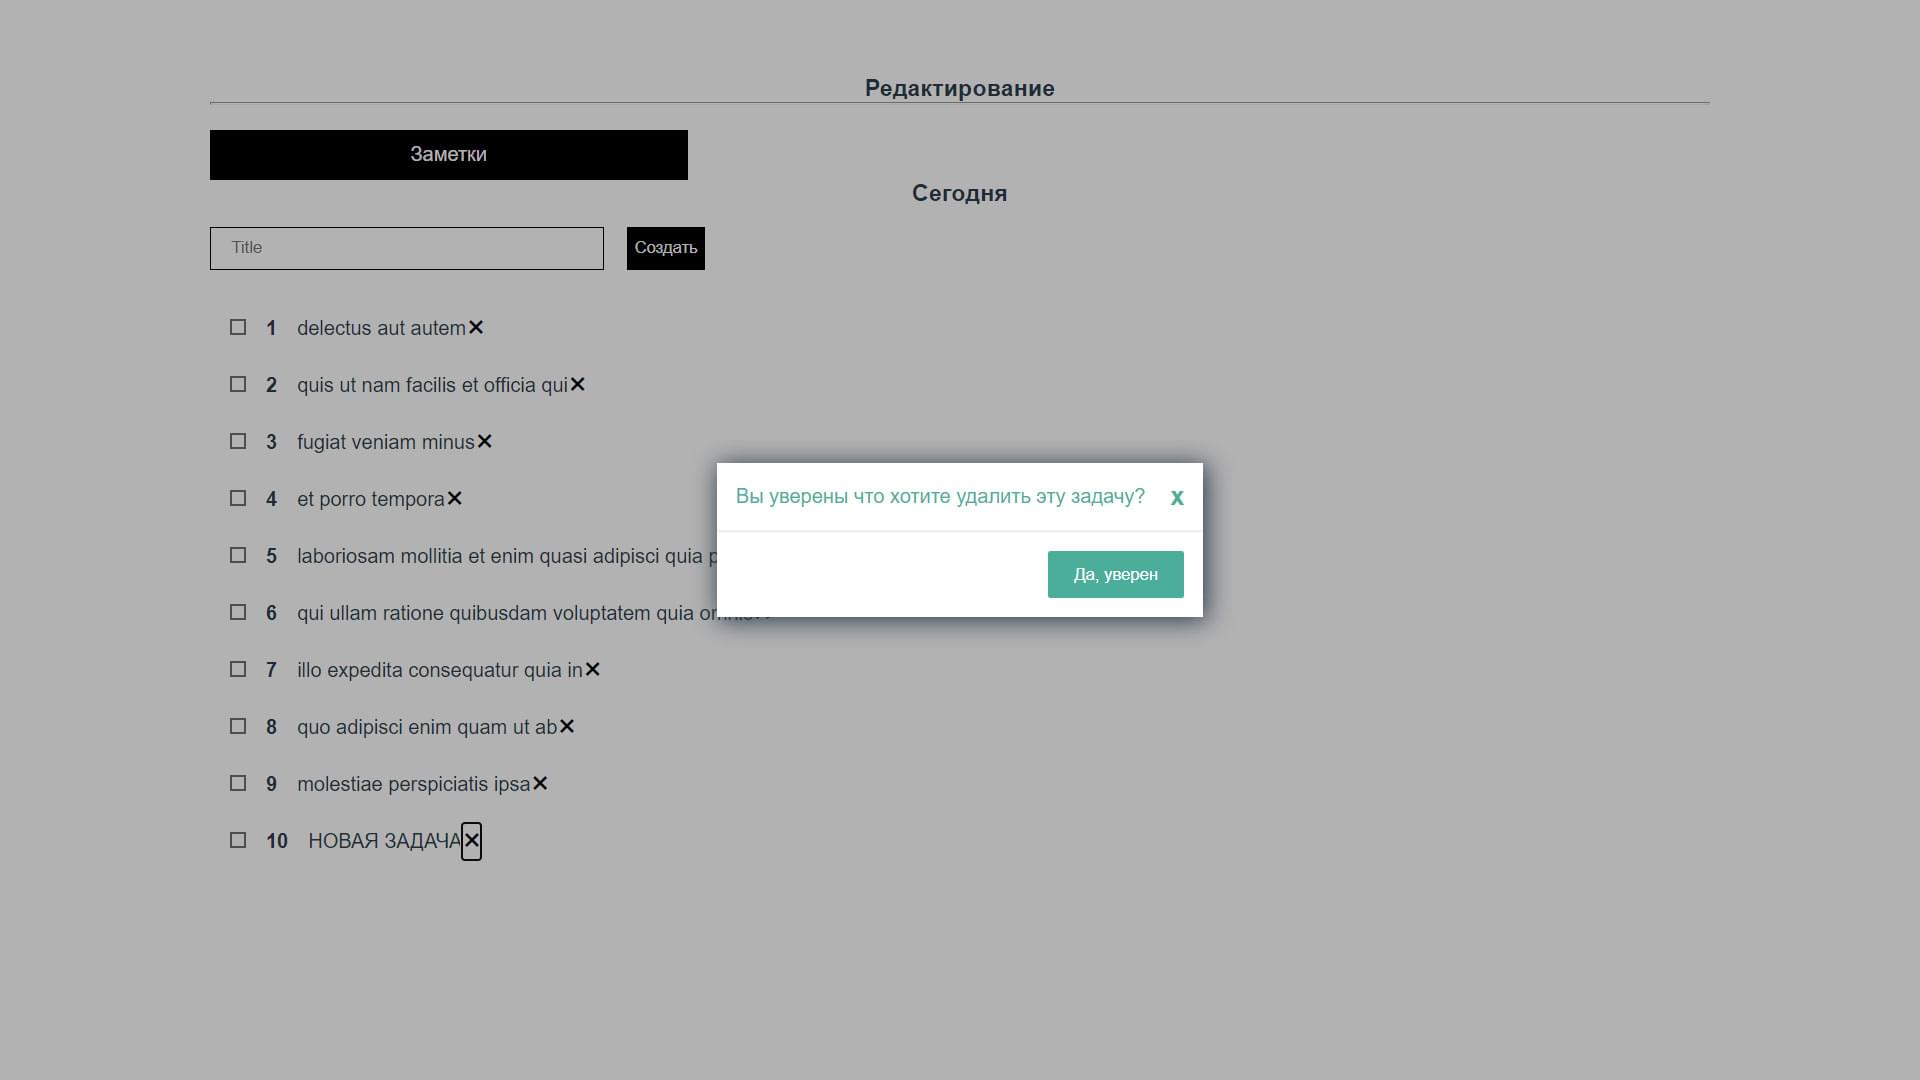 Редактирование
Заметки
Сегодня
Title
Создать
1 delectus aut autem
2 quis ut nam facilis et officia qui
3 fugiat veniam minus
4 et porro tempora
5 laboriosam mollitia et enim quasi adipisci quia
6 qui ullam ratione quibusdam voluptatem quia
7 illo expedita consequatur quia in
8 quo adipisci enim quam ut ab
9 molestiae perspiciatis ipsa
10 НОВАЯ ЗАДАЧА
Вы уверены что хотите удалить эту задачу? x
Да, уверен